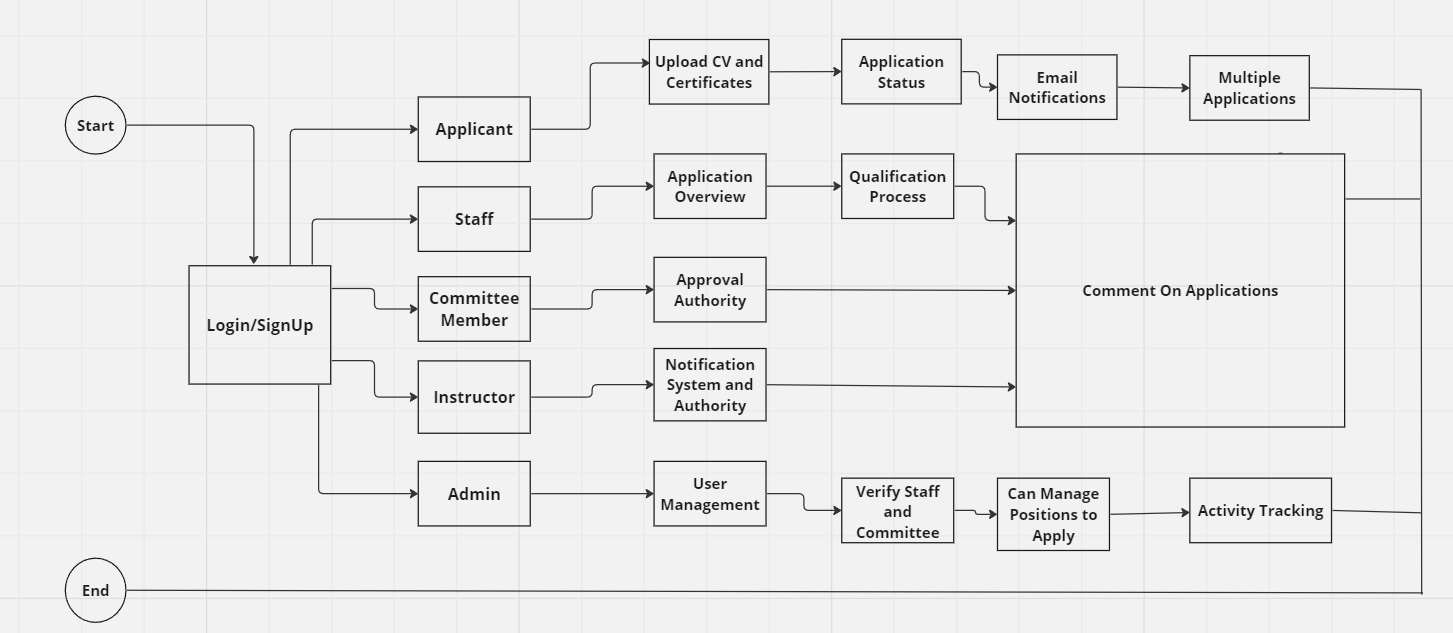 Start
Login/SignUp
Applicant
Upload CV and
Certificates
Application
Status
Email
Notifications
Multiple
Applications
Staff
Application
Overview
Qualification
Process
Committee
Member
Approval
Authority
Comment On Applications
Instructor
Notification
System and
Authority
Admin
User
Management
Verify Staff
and
Committee
Can Manage
Positions to
Apply
Activity Tracking
End